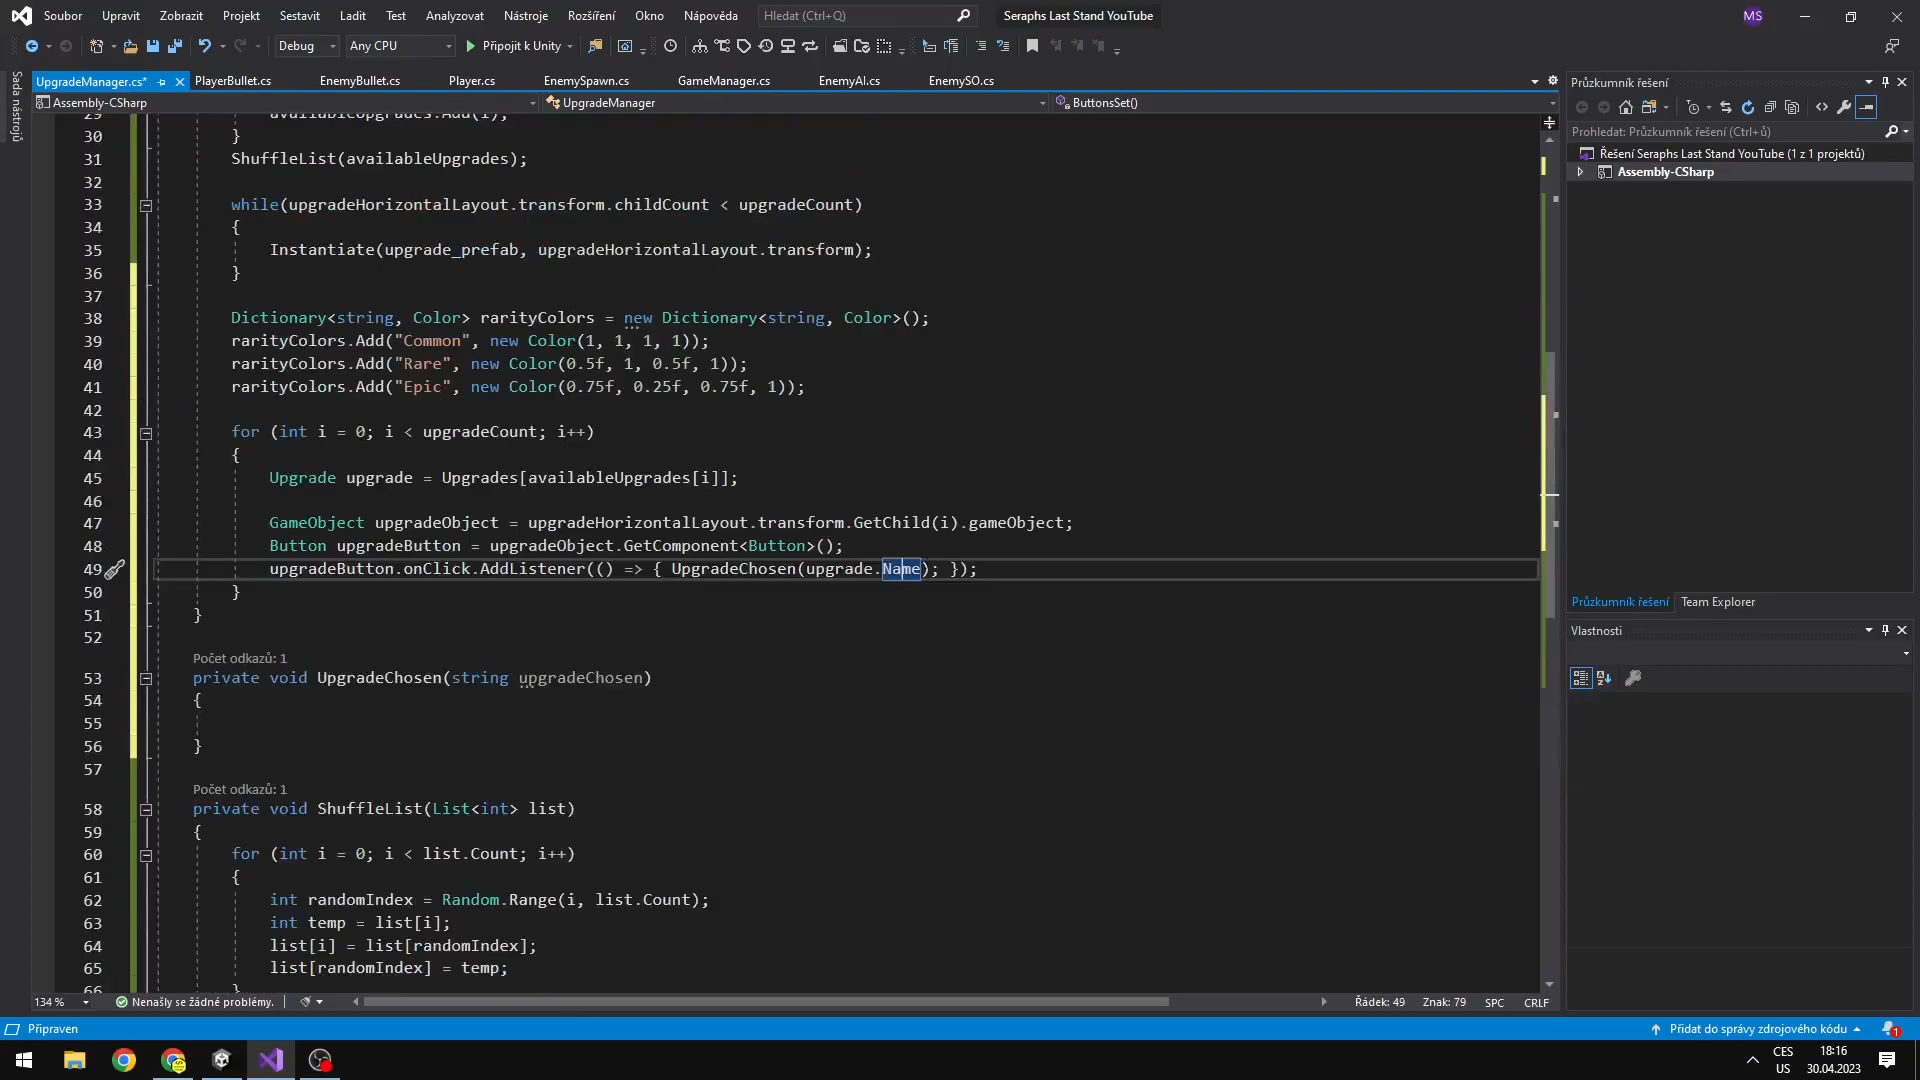 Soubor Upravit Zobrazit Projekt Sestavit Ladit Test Analyzovat Nástroje Rozšíření Okno Nápověda Hledat (Ctrl+Q) Seraphs Last Stand YouTube MS
Debug Any CPU Připojit k Unity
Sada nástrojů
UpgradeManager.cs* PlayerBullet.cs EnemyBullet.cs Player.cs EnemySpawn.cs GameManager.cs EnemyAI.cs EnemySO.cs
Assembly-CSharp UpgradeManager ButtonsSet()
30 }
31 ShuffleList(availableUpgrades);
32
33 while(upgradeHorizontalLayout.transform.childCount < upgradeCount)
34 {
35 Instantiate(upgrade_prefab, upgradeHorizontalLayout.transform);
36 }
37
38 Dictionary<string, Color> rarityColors = new Dictionary<string, Color>();
39 rarityColors.Add("Common", new Color(1, 1, 1, 1));
40 rarityColors.Add("Rare", new Color(0.5f, 1, 0.5f, 1));
41 rarityColors.Add("Epic", new Color(0.75f, 0.25f, 0.75f, 1));
42
43 for (int i = 0; i < upgradeCount; i++)
44 {
45 Upgrade upgrade = Upgrades[availableUpgrades[i]];
46
47 GameObject upgradeObject = upgradeHorizontalLayout.transform.GetChild(i).gameObject;
48 Button upgradeButton = upgradeObject.GetComponent<Button>();
49 upgradeButton.onClick.AddListener(() => { UpgradeChosen(upgrade.Name); });
50 }
51 }
52
Počet odkazů: 1
53 private void UpgradeChosen(string upgradeChosen)
54 {
55
56 }
57
Počet odkazů: 1
58 private void ShuffleList(List<int> list)
59 {
60 for (int i = 0; i < list.Count; i++)
61 {
62 int randomIndex = Random.Range(i, list.Count);
63 int temp = list[i];
64 list[i] = list[randomIndex];
65 list[randomIndex] = temp;
66 }
134 % Nenašly se žádné problémy. Řádek: 49 Znak: 79 SPC CRLF
Průzkumník řešení
Prohledat: Průzkumník řešení (Ctrl+ů)
Řešení Seraphs Last Stand YouTube (1 z 1 projektů)
Assembly-CSharp
Průzkumník řešení Team Explorer
Vlastnosti
Připraven Přidat do správy zdrojového kódu 1
CES
US
18:16
30.04.2023